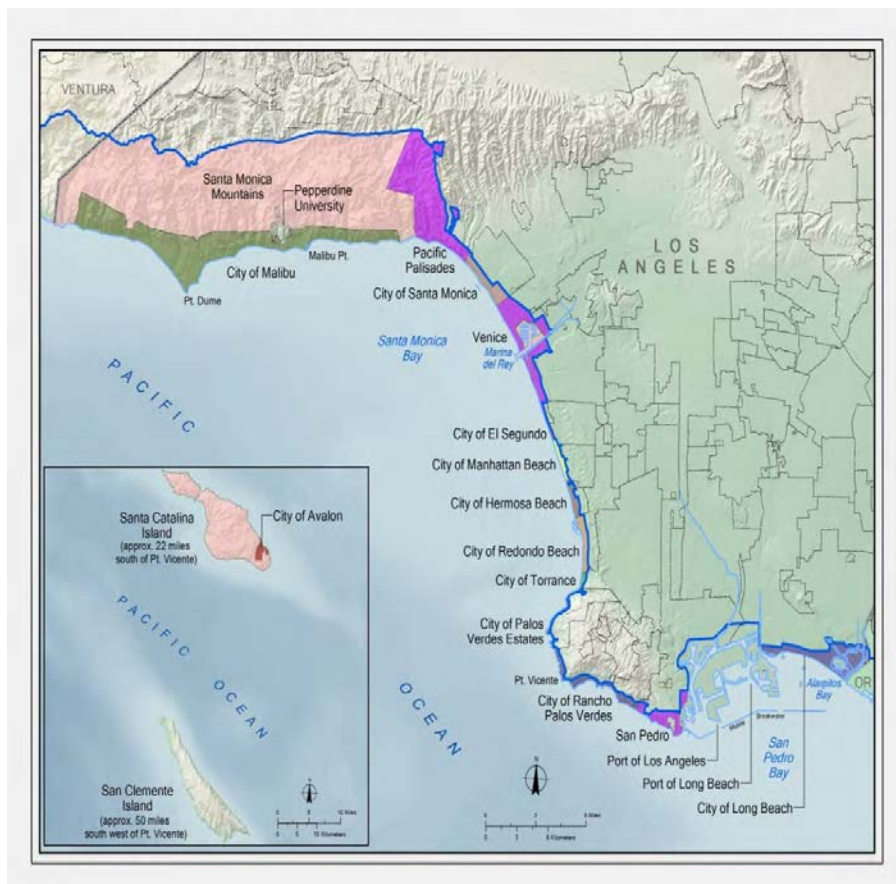 VENTURA
Santa Monica
Mountains
Pepperdine
University
City of Malibu
Malibu Pt.
Pt. Dume
Pacific
Palisades
City of Santa Monica
LOS
ANGELES
Santa Monica
Bay
Venice
Marina
del Rey
PACIFIC
City of El Segundo
City of Manhattan Beach
City of Hermosa Beach
City of Redondo Beach
City of Torrance
City of Palos
Verdes Estates
Pt. Vicente
City of Rancho
Palos Verdes
OCEAN
San Pedro
Port of Los Angeles
Port of Long Beach
City of Long Beach
Middle Breakwater
San
Pedro
Bay
Alamitos
Bay
OR
N
Santa Catalina
Island
(approx. 22 miles
south of Pt. Vicente)
City of Avalon
PACIFIC
OCEAN
San Clemente
Island
(approx. 50 miles
south west of Pt. Vicente)